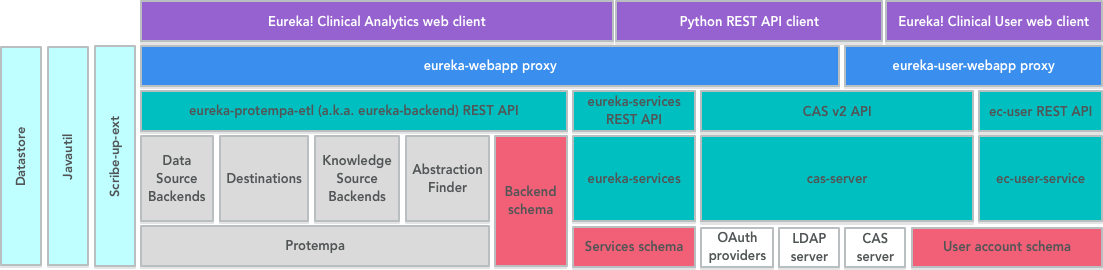 Eureka! Clinical Analytics web client
Python REST API client
Eureka! Clinical User web client
Datastore
Javautil
Scribe-up-ext
eureka-webapp proxy
eureka-user-webapp proxy
eureka-protempa-etl (a.k.a. eureka-backend) REST API
eureka-services
REST API
CAS v2 API
ec-user REST API
Data
Source
Backends
Destinations
Knowledge
Source
Backends
Abstraction
Finder
Backend
schema
eureka-services
cas-server
ec-user-service
Protempa
Services schema
OAuth
providers
LDAP
server
CAS
server
User account schema